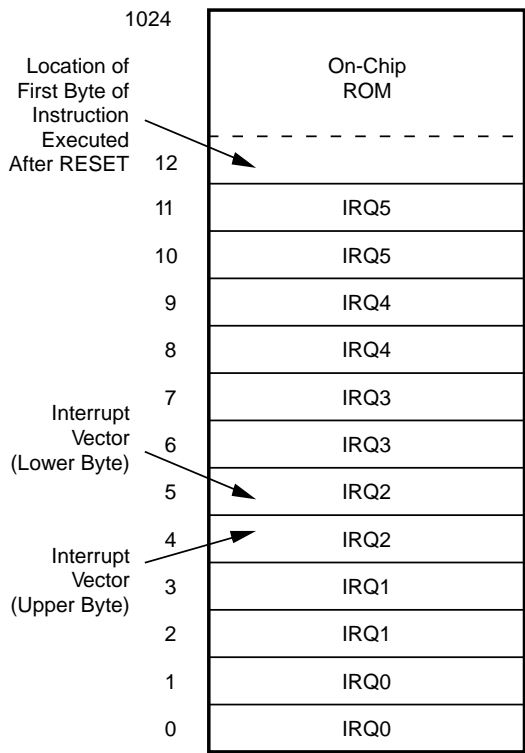 1024
Location of
First Byte of
Instruction
Executed
After RESET
On-Chip
ROM
12
11 IRQ5
10 IRQ5
9 IRQ4
8 IRQ4
7 IRQ3
Interrupt
Vector
(Lower Byte)
6 IRQ3
5 IRQ2
4 IRQ2
Interrupt
Vector
(Upper Byte)
3 IRQ1
2 IRQ1
1 IRQ0
0 IRQ0